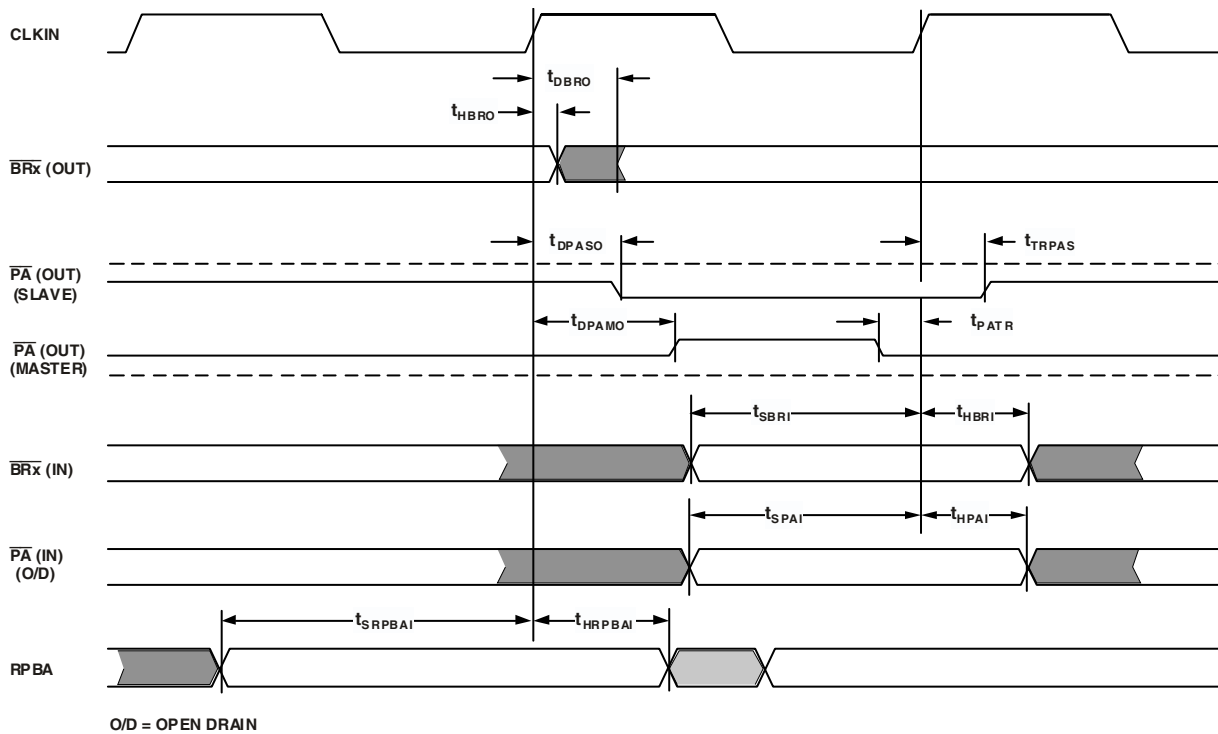 CLKIN
tDBRO
tHBRO
BRx (OUT)
tDPASO
tTRPAS
PA (OUT)
(SLAVE)
tDPAMO
tPATR
PA (OUT)
(MASTER)
tSBRI
tHBRI
BRx (IN)
tSPAI
tHPAI
PA (IN)
(O/D)
tSRPBAI
tHRPBAI
RPBA
O/D = OPEN DRAIN